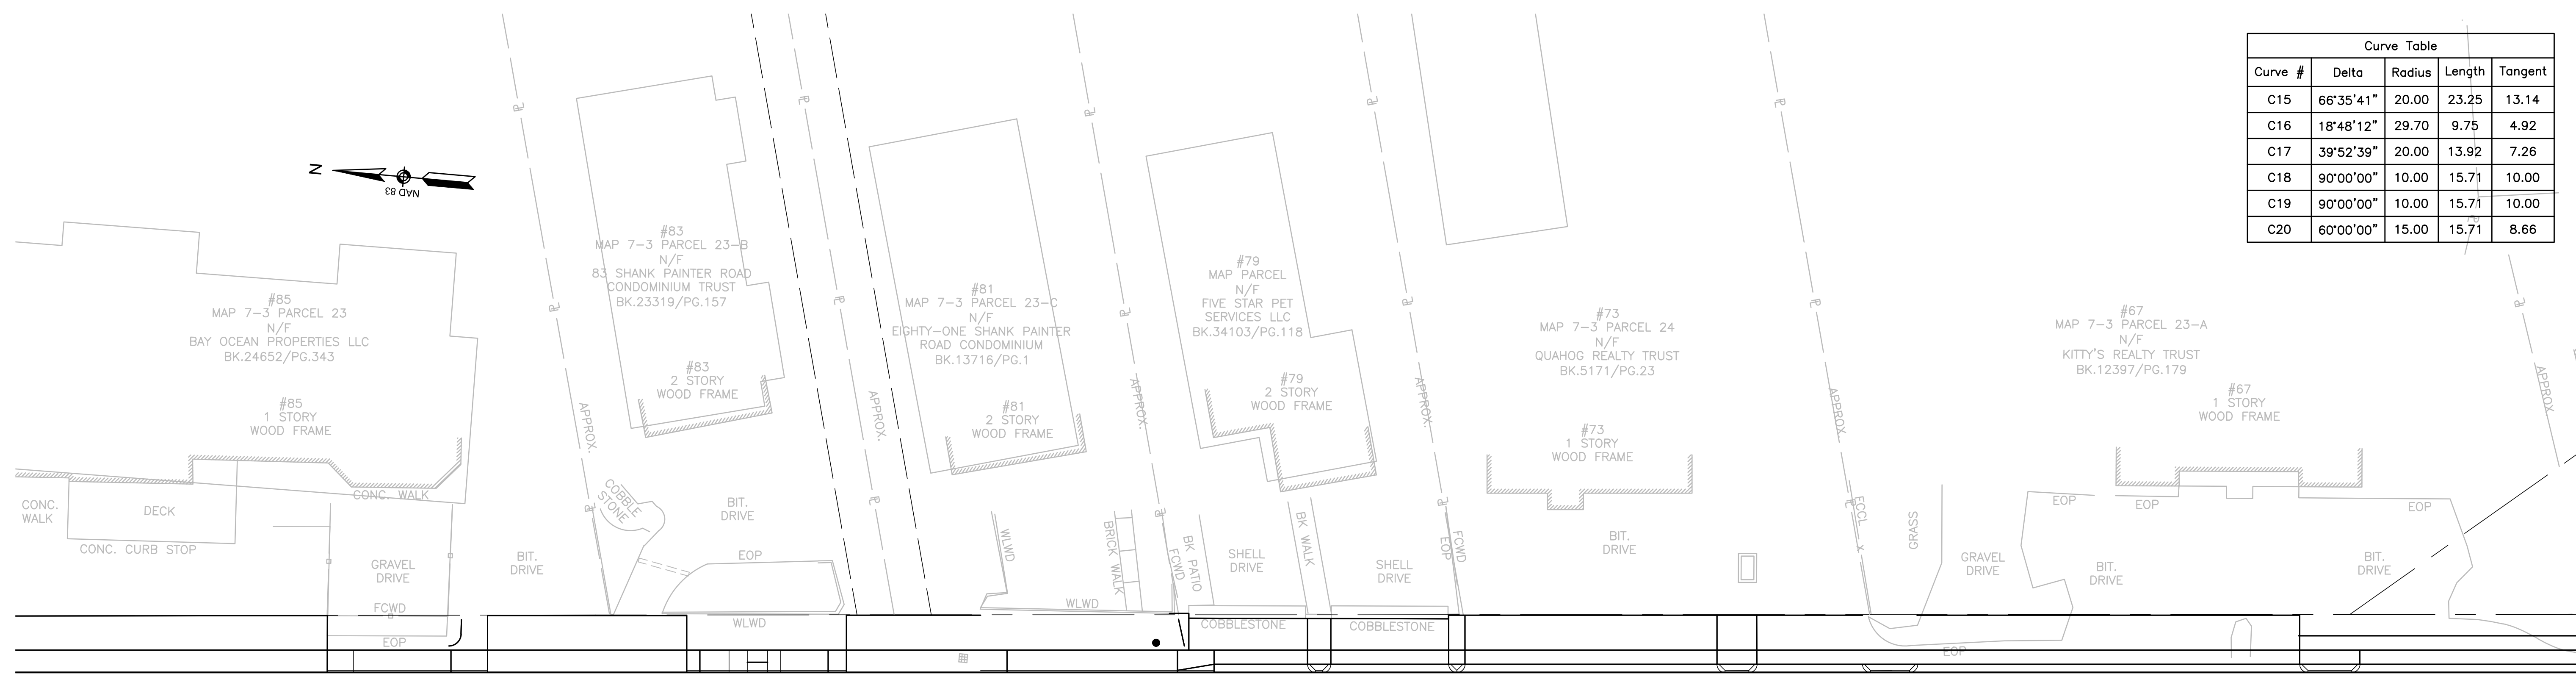 Curve Table
Curve # Delta Radius Length Tangent
C15 66°35'41" 20.00 23.25 13.14
C16 18°48'12" 29.70 9.75 4.92
C17 39°52'39" 20.00 13.92 7.26
C18 90°00'00" 10.00 15.71 10.00
C19 90°00'00" 10.00 15.71 10.00
C20 60°00'00" 15.00 15.71 8.66
N
NAD 83
#85
MAP 7-3 PARCEL 23
N/F
BAY OCEAN PROPERTIES LLC
BK.24652/PG.343
#85
1 STORY
WOOD FRAME
CONC.
WALK
DECK
CONC. CURB STOP
CONC. WALK
GRAVEL
DRIVE
FCWD
EOP
BIT.
DRIVE
APPROX.
#83
MAP 7-3 PARCEL 23-B
N/F
83 SHANK PAINTER ROAD
CONDOMINIUM TRUST
BK.23319/PG.157
#83
2 STORY
WOOD FRAME
COBBLE
STONE
BIT.
DRIVE
EOP
WLWD
APPROX.
#81
MAP 7-3 PARCEL 23-C
N/F
EIGHTY-ONE SHANK PAINTER
ROAD CONDOMINIUM
BK.13716/PG.1
#81
2 STORY
WOOD FRAME
WLWD
WLWD
BRICK WALK
APPROX.
FCWD
BK PATIO
#79
MAP PARCEL
N/F
FIVE STAR PET
SERVICES LLC
BK.34103/PG.118
#79
2 STORY
WOOD FRAME
SHELL
DRIVE
BK WALK
SHELL
DRIVE
COBBLESTONE
COBBLESTONE
APPROX.
EOP
FCWD
#73
MAP 7-3 PARCEL 24
N/F
QUAHOG REALTY TRUST
BK.5171/PG.23
#73
1 STORY
WOOD FRAME
BIT.
DRIVE
APPROX.
FCCL
x
GRASS
GRAVEL
DRIVE
EOP
#67
MAP 7-3 PARCEL 23-A
N/F
KITTY'S REALTY TRUST
BK.12397/PG.179
#67
1 STORY
WOOD FRAME
EOP
EOP
EOP
BIT.
DRIVE
BIT.
DRIVE
APPROX.